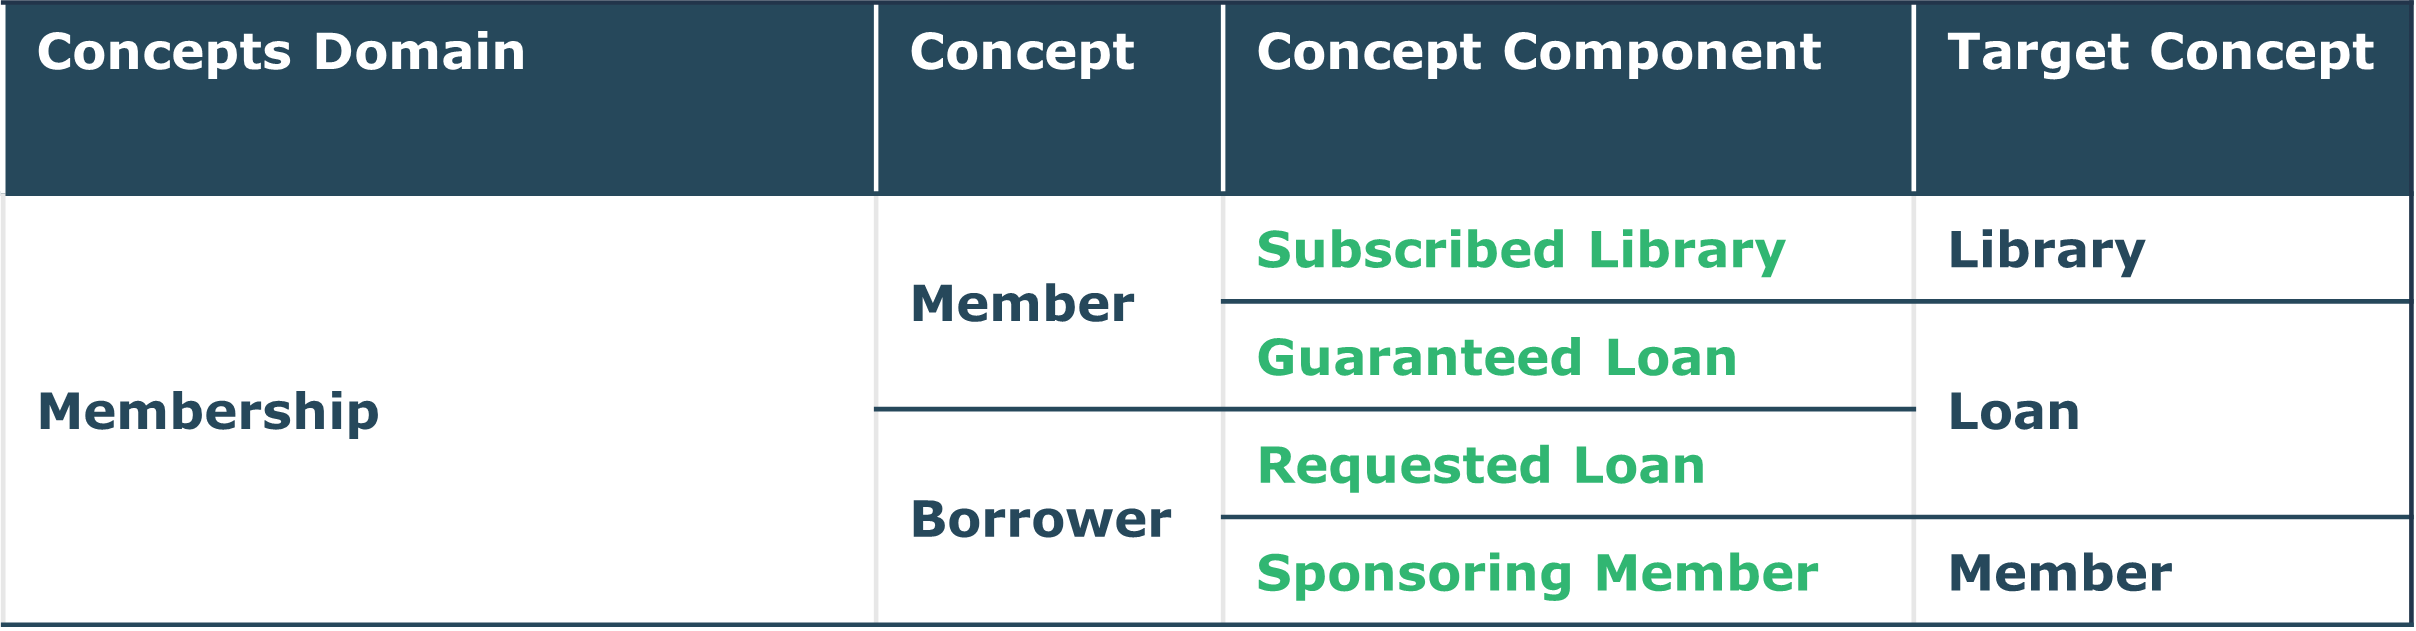 Concepts Domain
Concept
Concept Component
Target Concept
Membership
Member
Subscribed Library
Library
Guaranteed Loan
Loan
Borrower
Requested Loan
Sponsoring Member
Member